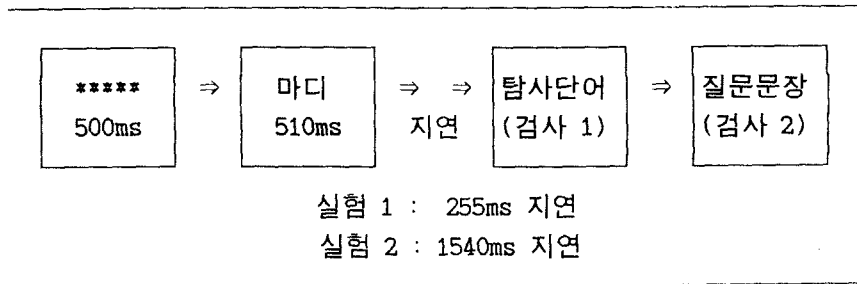 ***** ⇒ 마디 ⇒ ⇒ 탐사단어 ⇒ 질문문장
500ms 510ms 지연 (검사 1) (검사 2)
실험 1 : 255ms 지연
실험 2 : 1540ms 지연